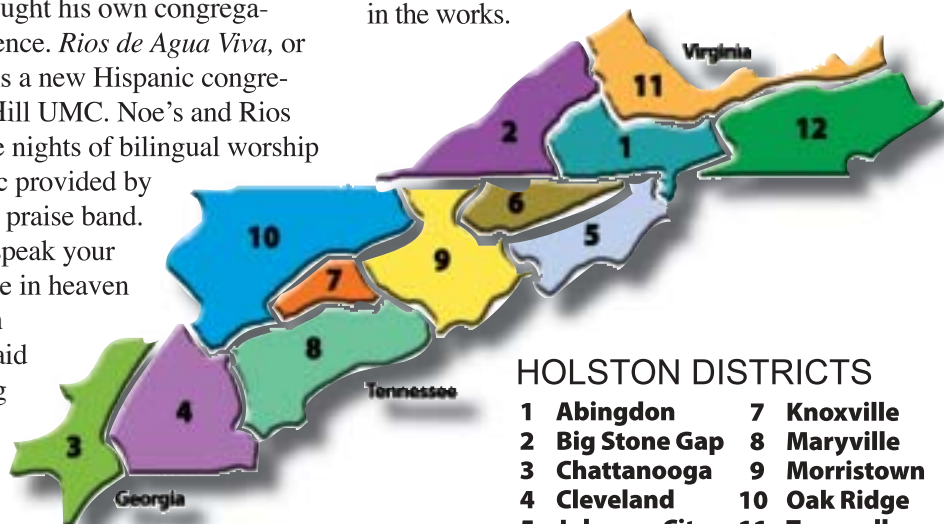 ught his own congrega-
ence. Rios de Agua Viva, or
s a new Hispanic congre-
Hill UMC. Noe's and Rios
e nights of bilingual worship
c provided by
praise band.
speak your
e in heaven
aid
g
in the works.
Virginia
11
2
1
12
10
6
5
9
7
8
Tennessee
4
3
Georgia
HOLSTON DISTRICTS
1 Abingdon 7 Knoxville
2 Big Stone Gap 8 Maryville
3 Chattanooga 9 Morristown
4 Cleveland 10 Oak Ridge